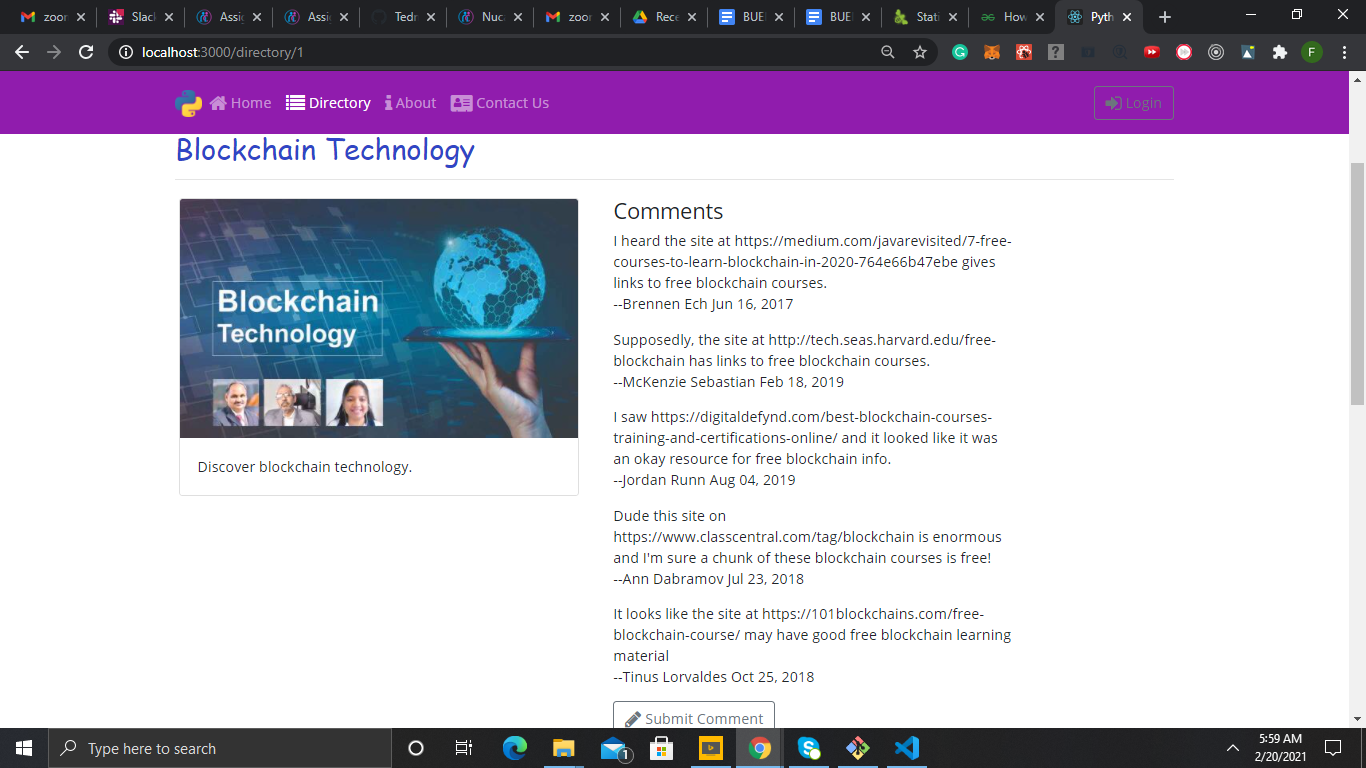 zoor
Slack
Assig
Assig
Tedr
Nuca
zoor
Rece
BUE
BUE
Stati
How
Pyth
localhost:3000/directory/1
F
Home
Directory
About
Contact Us
Login
Blockchain Technology
Blockchain
Technology
Discover blockchain technology.
Comments
I heard the site at https://medium.com/javarevisited/7-free-
courses-to-learn-blockchain-in-2020-764e66b47ebe gives
links to free blockchain courses.
--Brennen Ech Jun 16, 2017
Supposedly, the site at http://tech.seas.harvard.edu/free-
blockchain has links to free blockchain courses.
--McKenzie Sebastian Feb 18, 2019
I saw https://digitaldefynd.com/best-blockchain-courses-
training-and-certifications-online/ and it looked like it was
an okay resource for free blockchain info.
--Jordan Runn Aug 04, 2019
Dude this site on
https://www.classcentral.com/tag/blockchain is enormous
and I'm sure a chunk of these blockchain courses is free!
--Ann Dabramov Jul 23, 2018
It looks like the site at https://101blockchains.com/free-
blockchain-course/ may have good free blockchain learning
material
--Tinus Lorvaldes Oct 25, 2018
Submit Comment
Type here to search
1
5:59 AM
2/20/2021